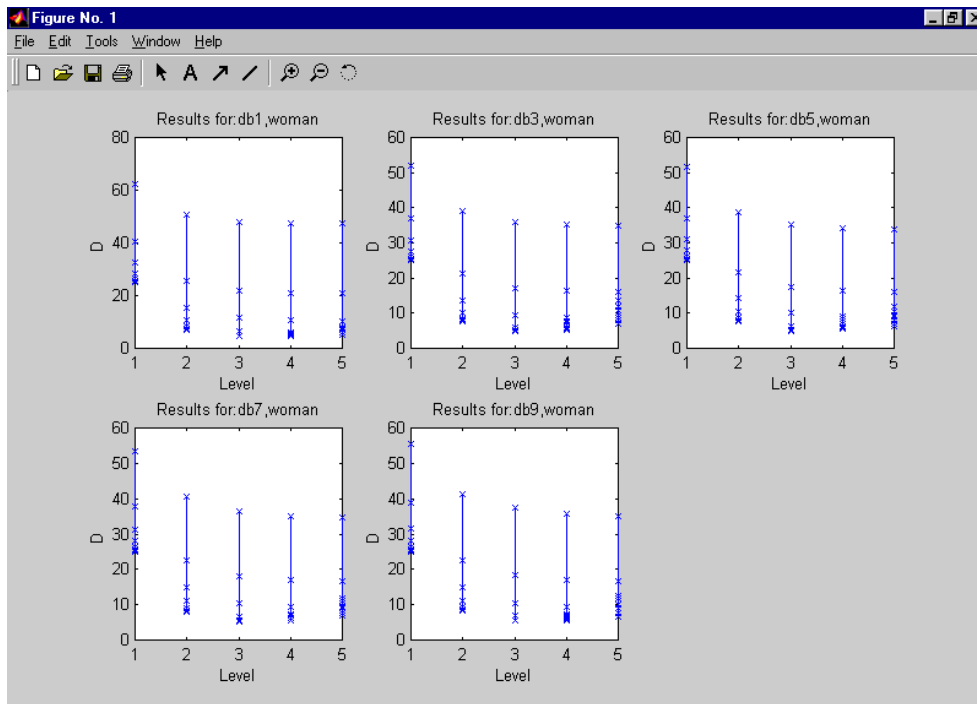 Figure No. 1
File Edit Tools Window Help
A
Results for:db1,woman
80
60
40
20
0
D
1 2 3 4 5
Level
Results for:db3,woman
60
50
40
30
20
10
0
D
1 2 3 4 5
Level
Results for:db5,woman
60
50
40
30
20
10
0
D
1 2 3 4 5
Level
Results for:db7,woman
60
50
40
30
20
10
0
D
1 2 3 4 5
Level
Results for:db9,woman
60
50
40
30
20
10
0
D
1 2 3 4 5
Level